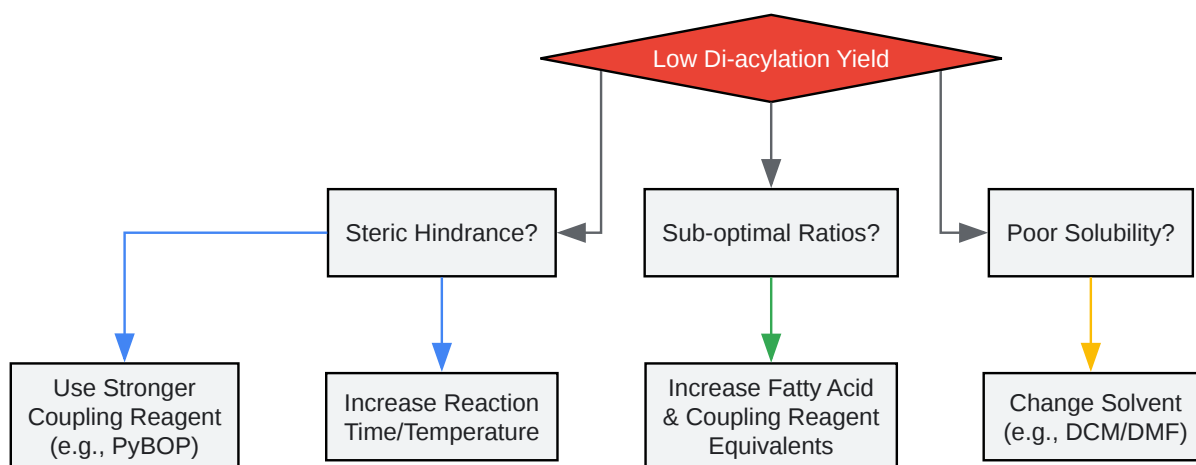 Low Di-acylation Yield
Steric Hindrance?
Sub-optimal Ratios?
Poor Solubility?
Use Stronger
Coupling Reagent
(e.g., PyBOP)
Increase Reaction
Time/Temperature
Increase Fatty Acid
& Coupling Reagent
Equivalents
Change Solvent
(e.g., DCM/DMF)